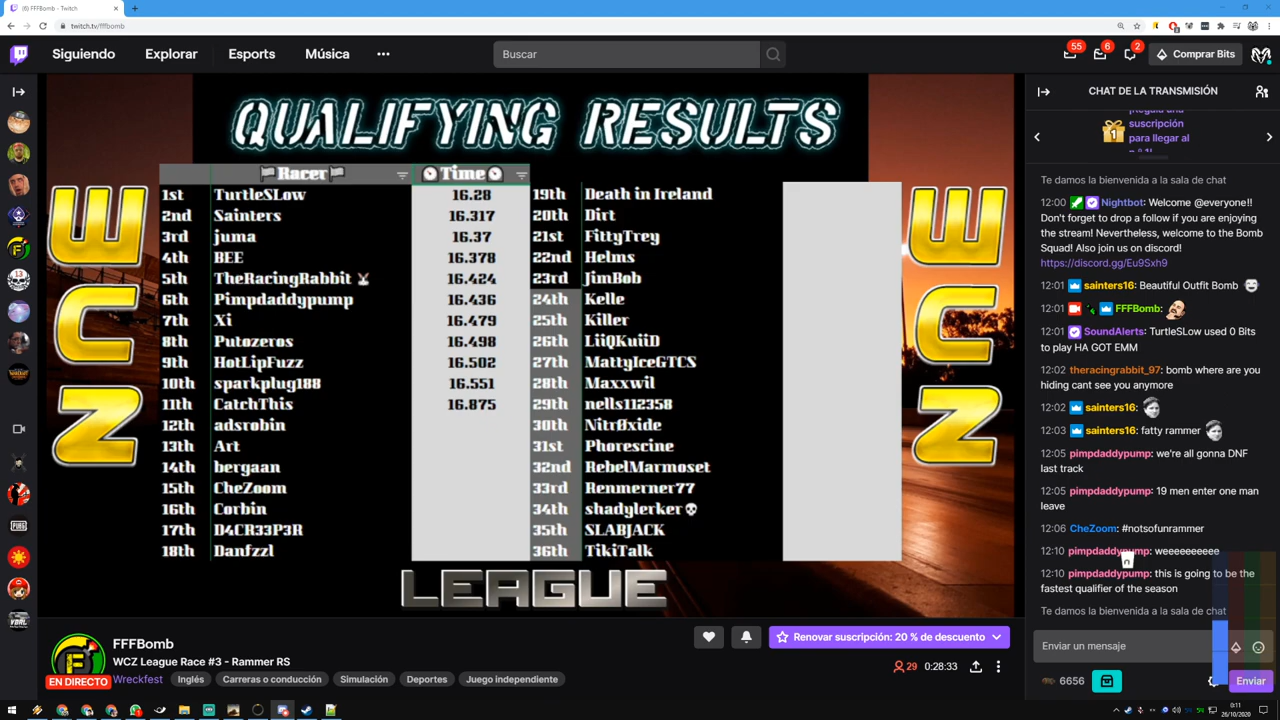 (6) FFFBomb - Twitch
twitch.tv/fffbomb
Siguiendo
Explorar
Esports
Música
Buscar
55
6
2
Comprar Bits
QUALIFYING RESULTS
Racer Time
1st TurtleSLow 16.28
2nd Sainters 16.317
3rd juma 16.37
4th BEE 16.378
5th TheRacingRabbit 16.424
6th Pimpdaddypump 16.436
7th Xi 16.479
8th Putozeros 16.498
9th HotLipFuzz 16.502
10th sparkplug188 16.551
11th CatchThis 16.875
12th adsrobin
13th Art
14th bergaan
15th CheZoom
16th Corbin
17th D4CR33P3R
18th Danfzzl
19th Death in Ireland
20th Dirt
21st FittyTrey
22nd Helms
23rd JimBob
24th Kelle
25th Killer
26th LiiQKuiiD
27th MattyIceGTCS
28th Maxxwil
29th nells112358
30th NitrØxide
31st Phorescine
32nd RebelMarmoset
33rd Renmerner77
34th shadylerker
35th SLABJACK
36th TikiTalk
WCZ
WCZ
LEAGUE
FFFBomb
WCZ League Race #3 - Rammer RS
Wreckfest
Inglés
Carreras o conducción
Simulación
Deportes
Juego independiente
EN DIRECTO
Renovar suscripción: 20 % de descuento
29
0:28:33
CHAT DE LA TRANSMISIÓN
1
suscripción
para llegar al
Te damos la bienvenida a la sala de chat
12:00 Nightbot: Welcome @everyone!!
Don't forget to drop a follow if you are enjoying
the stream! Nevertheless, welcome to the Bomb
Squad! Also join us on discord!
https://discord.gg/Eu9Sxh9
12:01 sainters16: Beautiful Outfit Bomb
12:01 FFFBomb:
12:01 SoundAlerts: TurtleSLow used 0 Bits
to play HA GOT EMM
12:02 theracingrabbit_97: bomb where are you
hiding cant see you anymore
12:02 sainters16:
12:03 sainters16: fatty rammer
12:05 pimpdaddypump: we're all gonna DNF
last track
12:05 pimpdaddypump: 19 men enter one man
leave
12:06 CheZoom: #notsofunrammer
12:10 pimpdaddypump: weeeeeeeeee
12:10 pimpdaddypump: this is going to be the
fastest qualifier of the season
Te damos la bienvenida a la sala de chat
Enviar un mensaje
6656
Enviar
0:11
26/10/2020